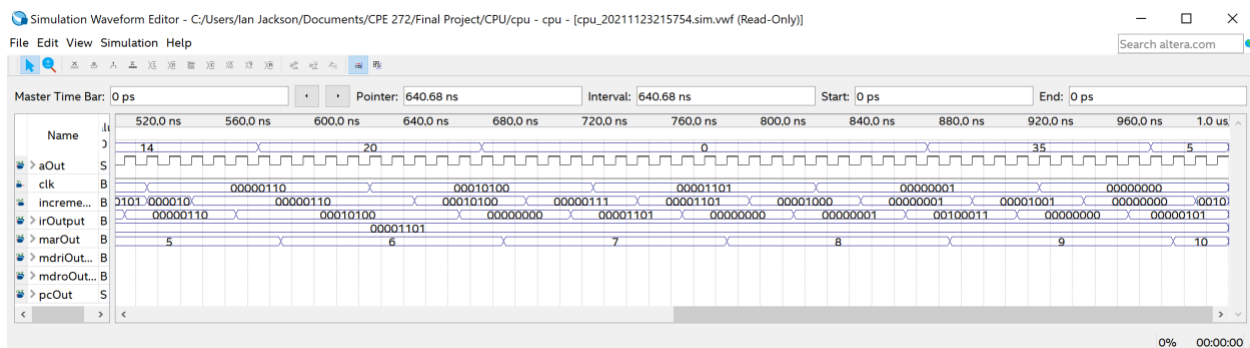 Simulation Waveform Editor - C:/Users/Ian Jackson/Documents/CPE 272/Final Project/CPU/cpu - cpu - [cpu_20211123215754.sim.vwf (Read-Only)]
File Edit View Simulation Help
Search altera.com
Master Time Bar: 0 ps Pointer: 640.68 ns Interval: 640.68 ns Start: 0 ps End: 0 ps
Name 520,0 ns 560,0 ns 600,0 ns 640,0 ns 680,0 ns 720,0 ns 760,0 ns 800,0 ns 840,0 ns 880,0 ns 920,0 ns 960,0 ns 1.0 us
14 20 0 35 5
> aOut S
clk B 00000110 00010100 00001101 00000001 00000000
increme... B 0101 000010 00000110 00010100 00000111 00001101 00001000 00000001 00001001 00000000 0010
> irOutput B 00000110 00010100 00000000 00001101 00000000 00000001 00100011 00000000 00000101
> marOut B 00001101
> mdriOut... B 5 6 7 8 9 10
> mdroOut... B
> pcOut S
0% 00:00:00